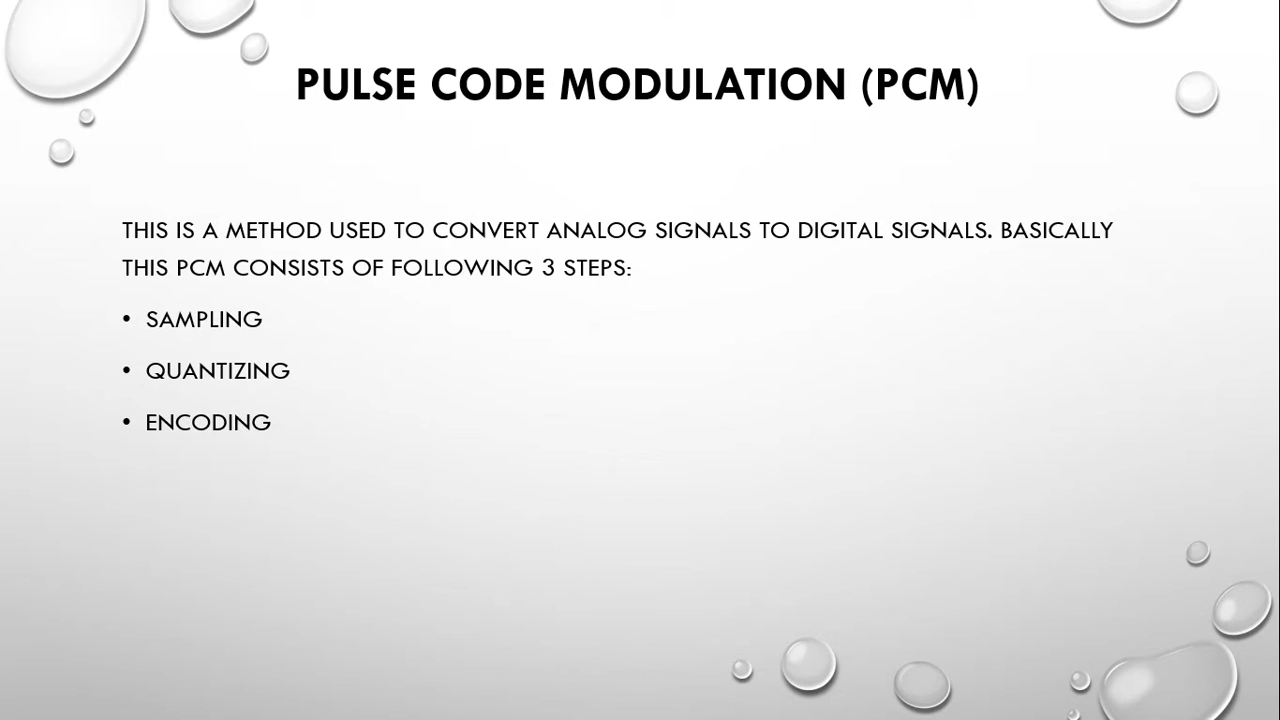 PULSE CODE MODULATION (PCM)
THIS IS A METHOD USED TO CONVERT ANALOG SIGNALS TO DIGITAL SIGNALS. BASICALLY
THIS PCM CONSISTS OF FOLLOWING 3 STEPS:
• SAMPLING
• QUANTIZING
• ENCODING